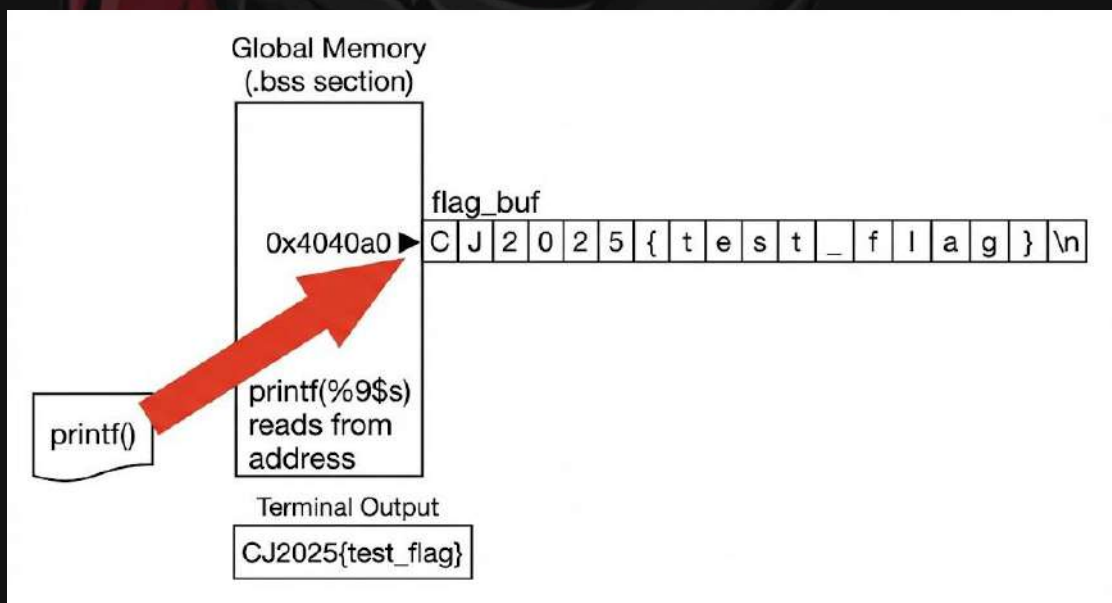 Global Memory
(.bss section)
flag_buf
0x4040a0
C J 2 0 2 5 { t e s t _ f l a g } \n
printf(%9$s)
reads from
address
printf()
Terminal Output
CJ2025{test_flag}